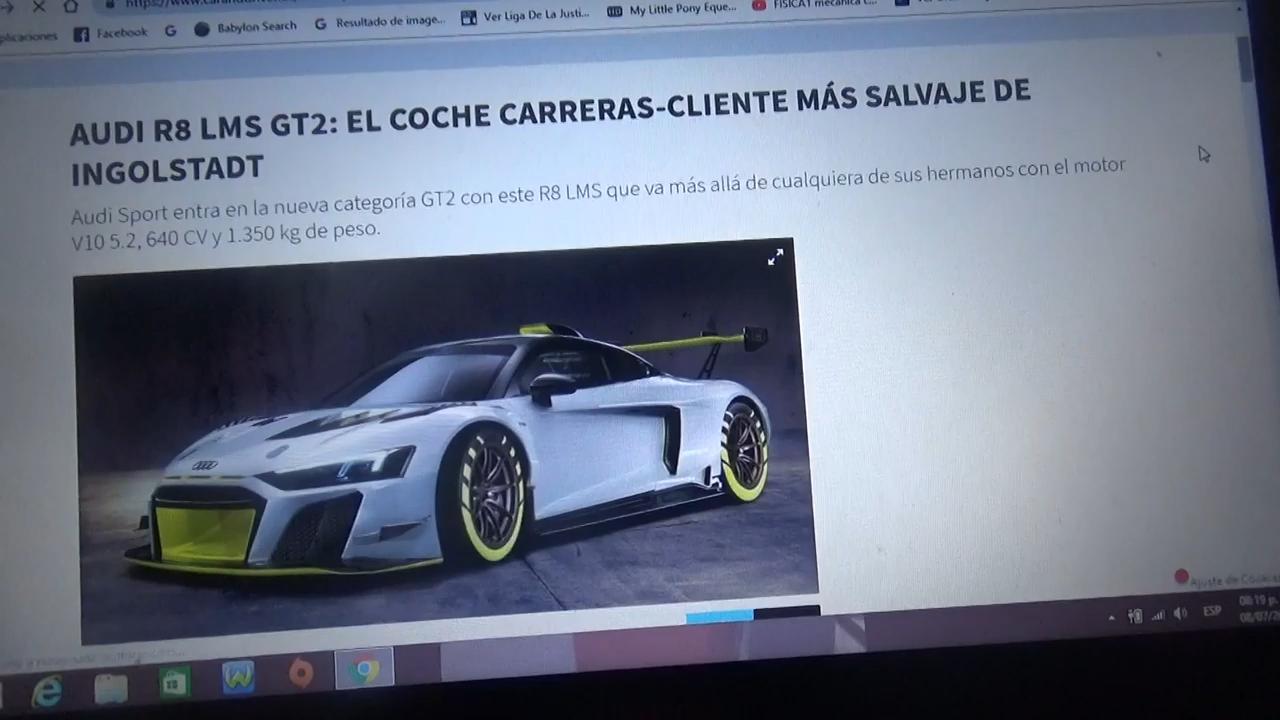 Facebook
G
Babylon Search
G Resultado de image...
Ver Liga De La Justi...
My Little Pony Eque...
AUDI R8 LMS GT2: EL COCHE CARRERAS-CLIENTE MÁS SALVAJE DE
INGOLSTADT
Audi Sport entra en la nueva categoría GT2 con este R8 LMS que va más allá de cualquiera de sus hermanos con el motor
V10 5.2, 640 CV y 1.350 kg de peso.
Ajuste de Cookies
ESP
08:19 p.